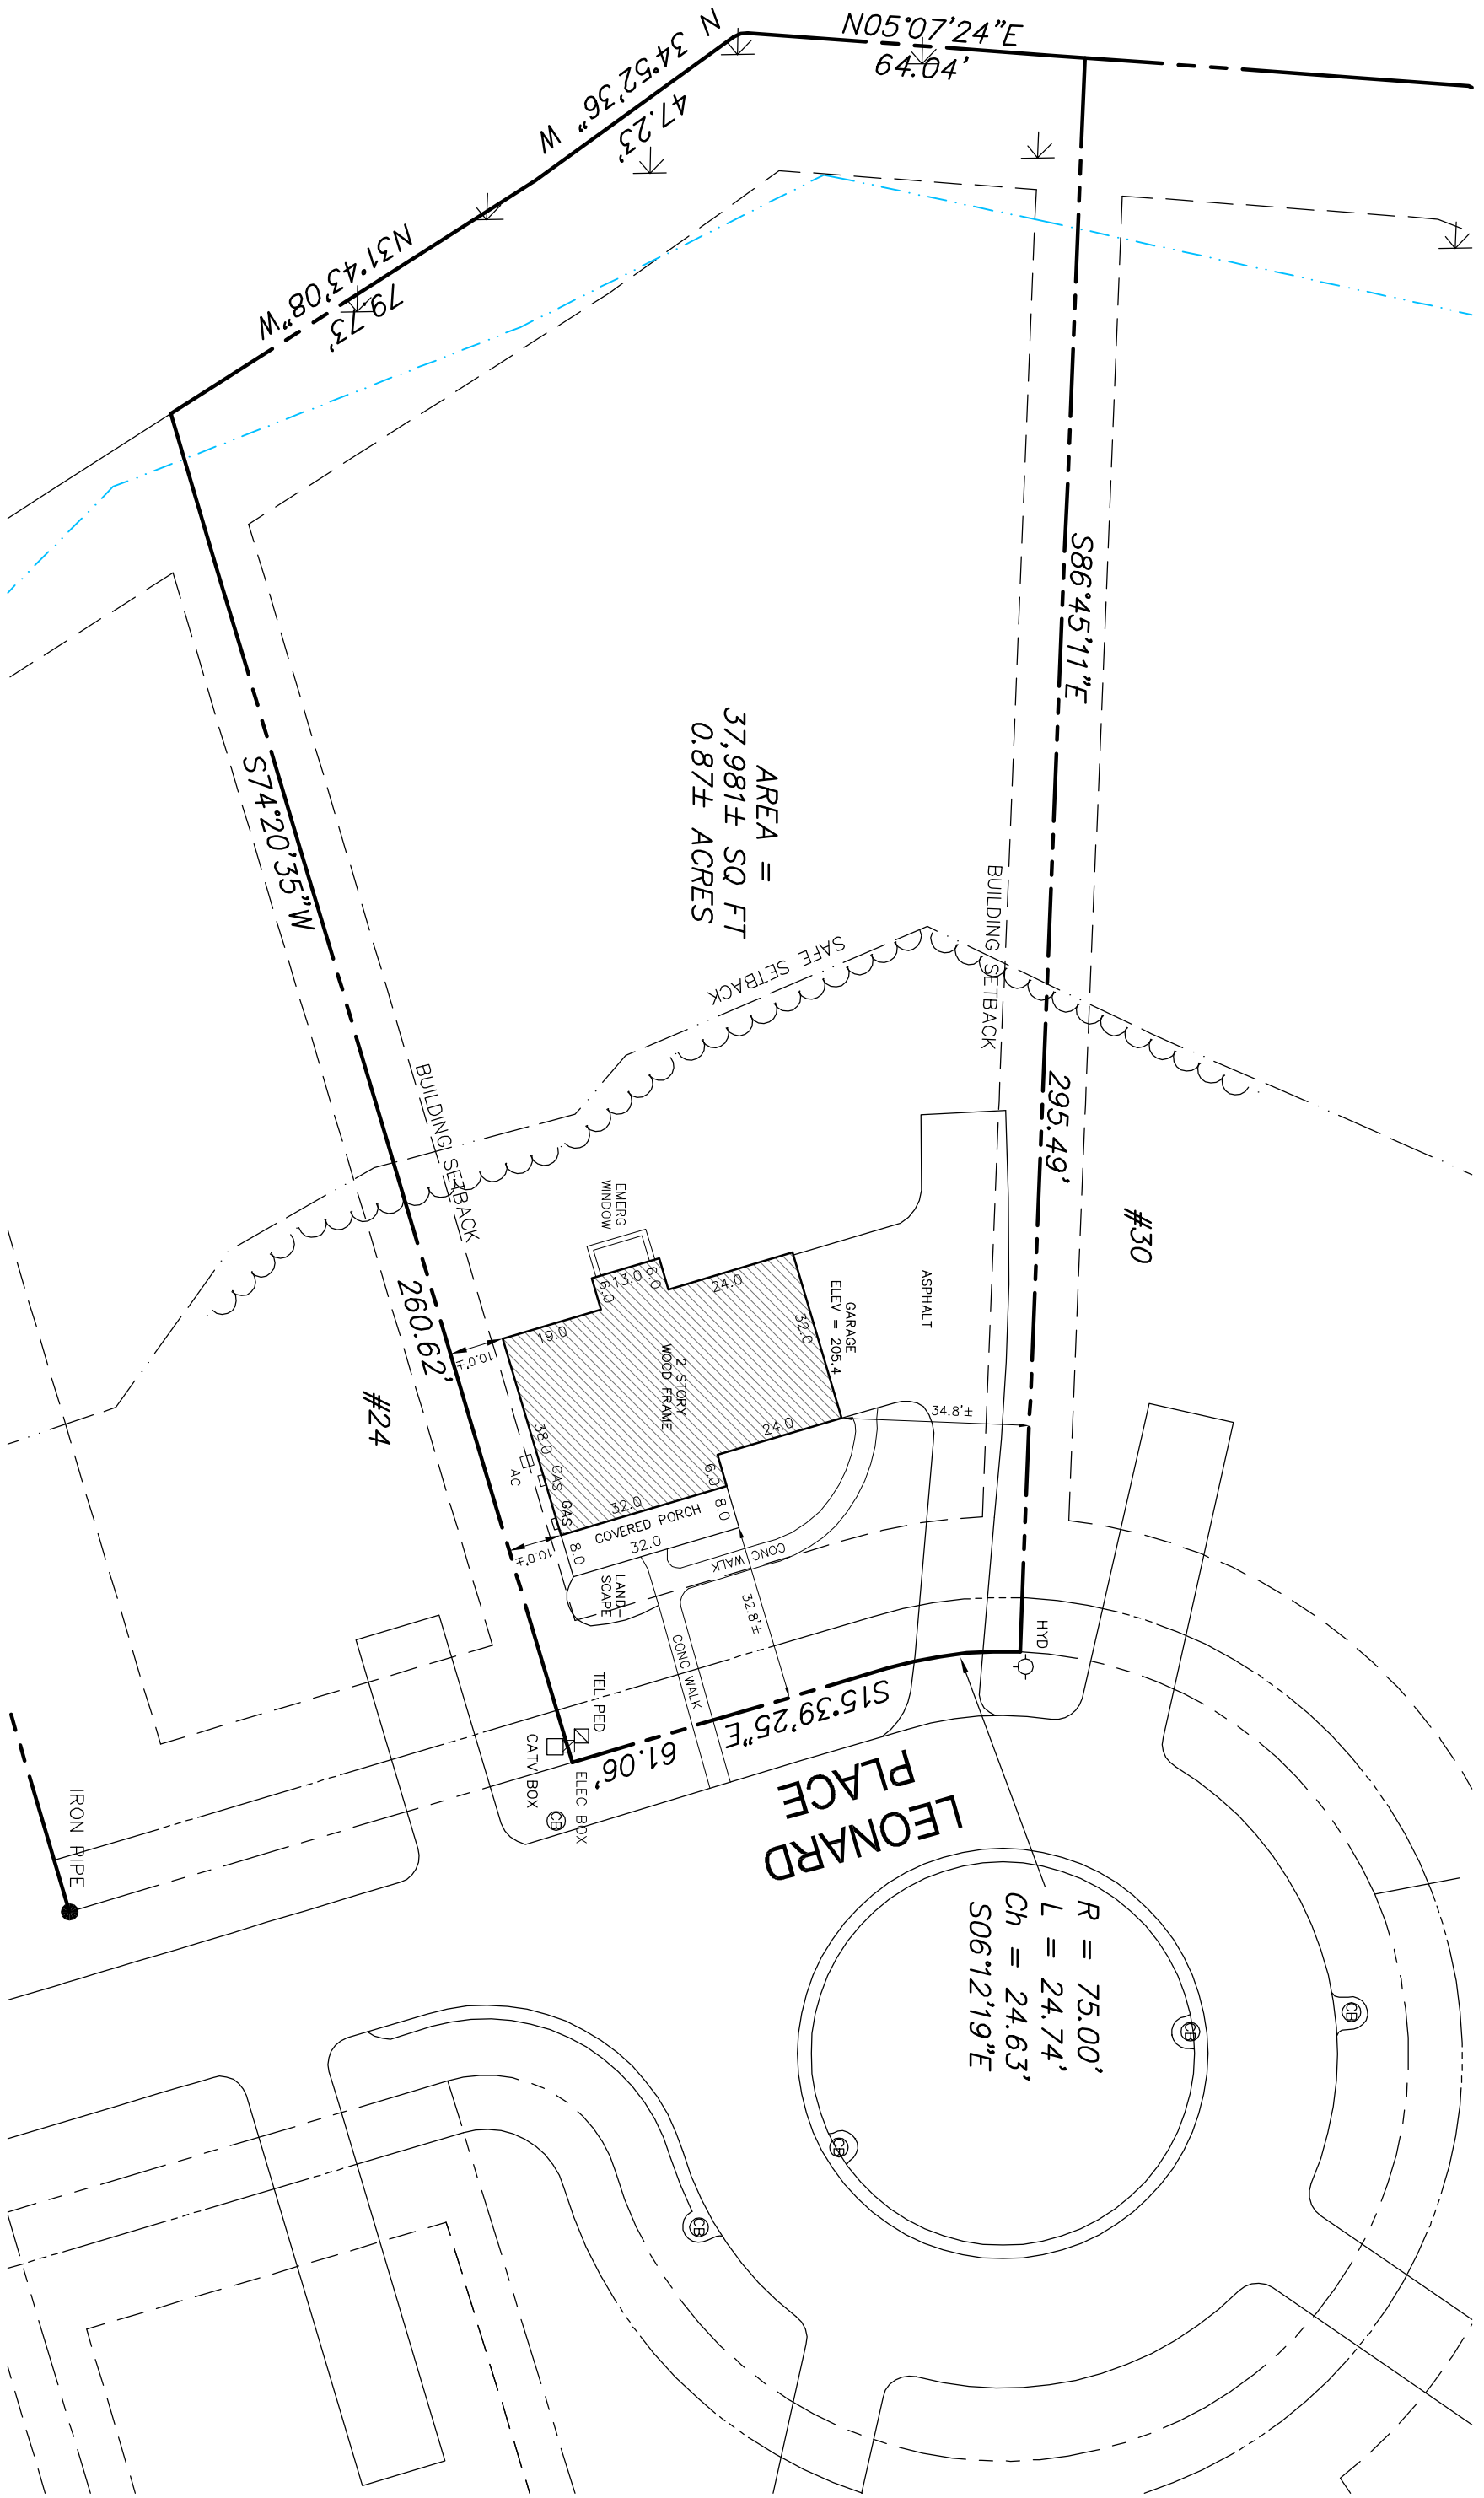 N05°07'24"E
64.04'
N 34°52'36" W
47.23'
N31°43'08"W
79.73'
S86°45'11"E
295.49'
AREA =
37,981± SQ FT
0.87± ACRES
S74°20'35"W
260.62'
BUILDING SETBACK
SAFE SETBACK
BUILDING SETBACK
#30
#24
EMERG
WINDOW
ASPHALT
GARAGE
ELEV = 205.4
2 STORY
WOOD FRAME
6.0
13.0
6.0
24.0
32.0
19.0
10.0'±
38.0
24.0
6.0
32.0
34.8'±
AC
GAS
GAS
COVERED PORCH
8.0
32.0
8.0
10.0'±
CONC WALK
LAND-
SCAPE
32.8'±
CONC WALK
HYD
TEL PED
CATV BOX
ELEC BOX
CB
S15°39'25"E
61.06'
LEONARD
PLACE
IRON PIPE
R = 75.00'
L = 24.74'
Ch = 24.63'
S06°12'19"E
CB
CB
CB
CB